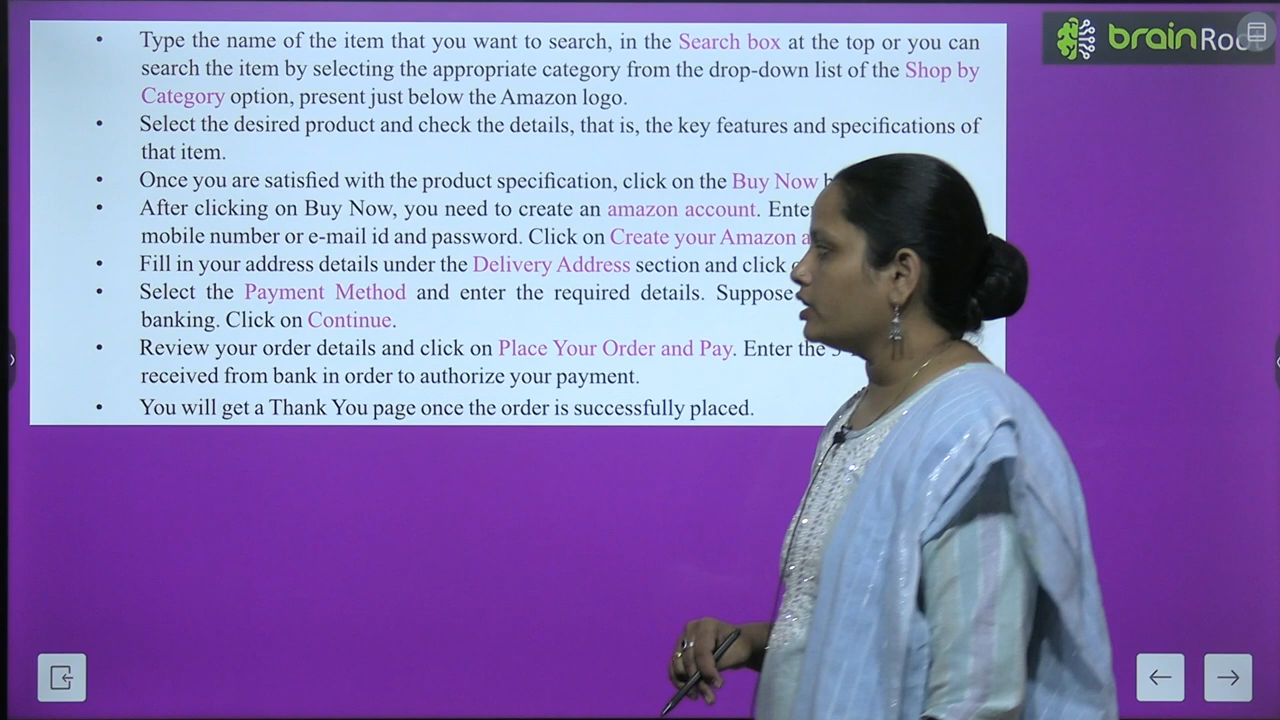 • Type the name of the item that you want to search, in the Search box at the top or you can
search the item by selecting the appropriate category from the drop-down list of the Shop by
Category option, present just below the Amazon logo.
• Select the desired product and check the details, that is, the key features and specifications of
that item.
• Once you are satisfied with the product specification, click on the Buy Now
• After clicking on Buy Now, you need to create an amazon account. Enter
mobile number or e-mail id and password. Click on Create your Amazon
• Fill in your address details under the Delivery Address section and click
• Select the Payment Method and enter the required details. Suppose
banking. Click on Continue.
• Review your order details and click on Place Your Order and Pay. Enter the
received from bank in order to authorize your payment.
• You will get a Thank You page once the order is successfully placed.
brainRoot